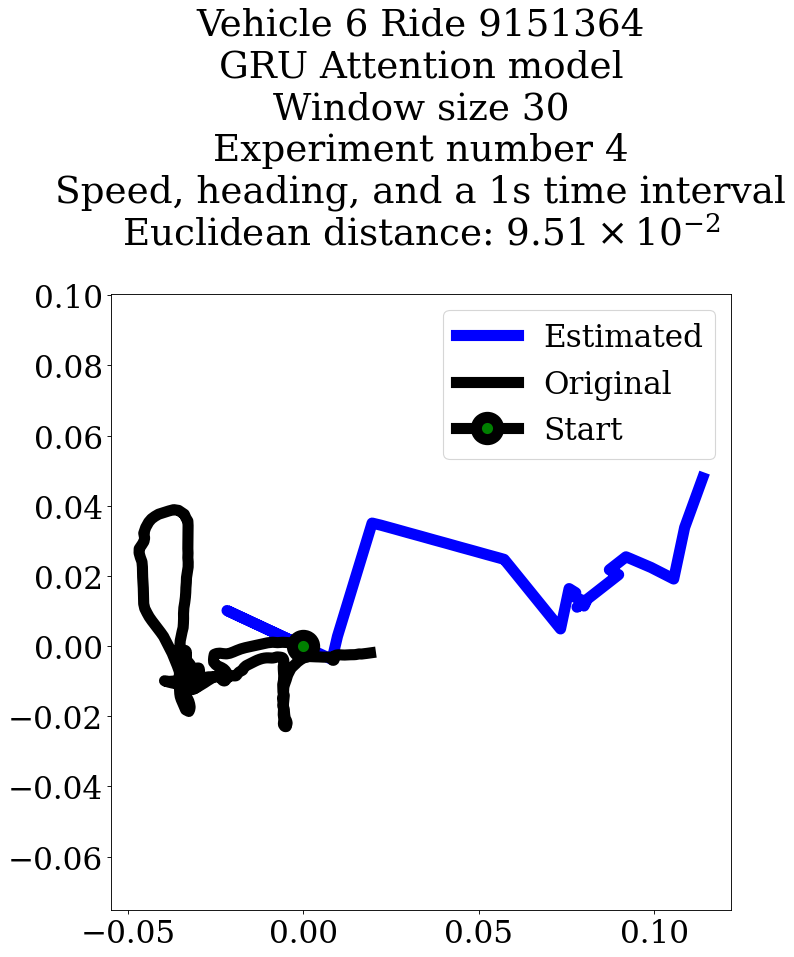 Vehicle 6 Ride 9151364
GRU Attention model
Window size 30
Experiment number 4
Speed, heading, and a 1s time interval
Euclidean distance: 9.51 × 10⁻²
Estimated
Original
Start
0.10
0.08
0.06
0.04
0.02
0.00
−0.02
−0.04
−0.06
−0.05 0.00 0.05 0.10